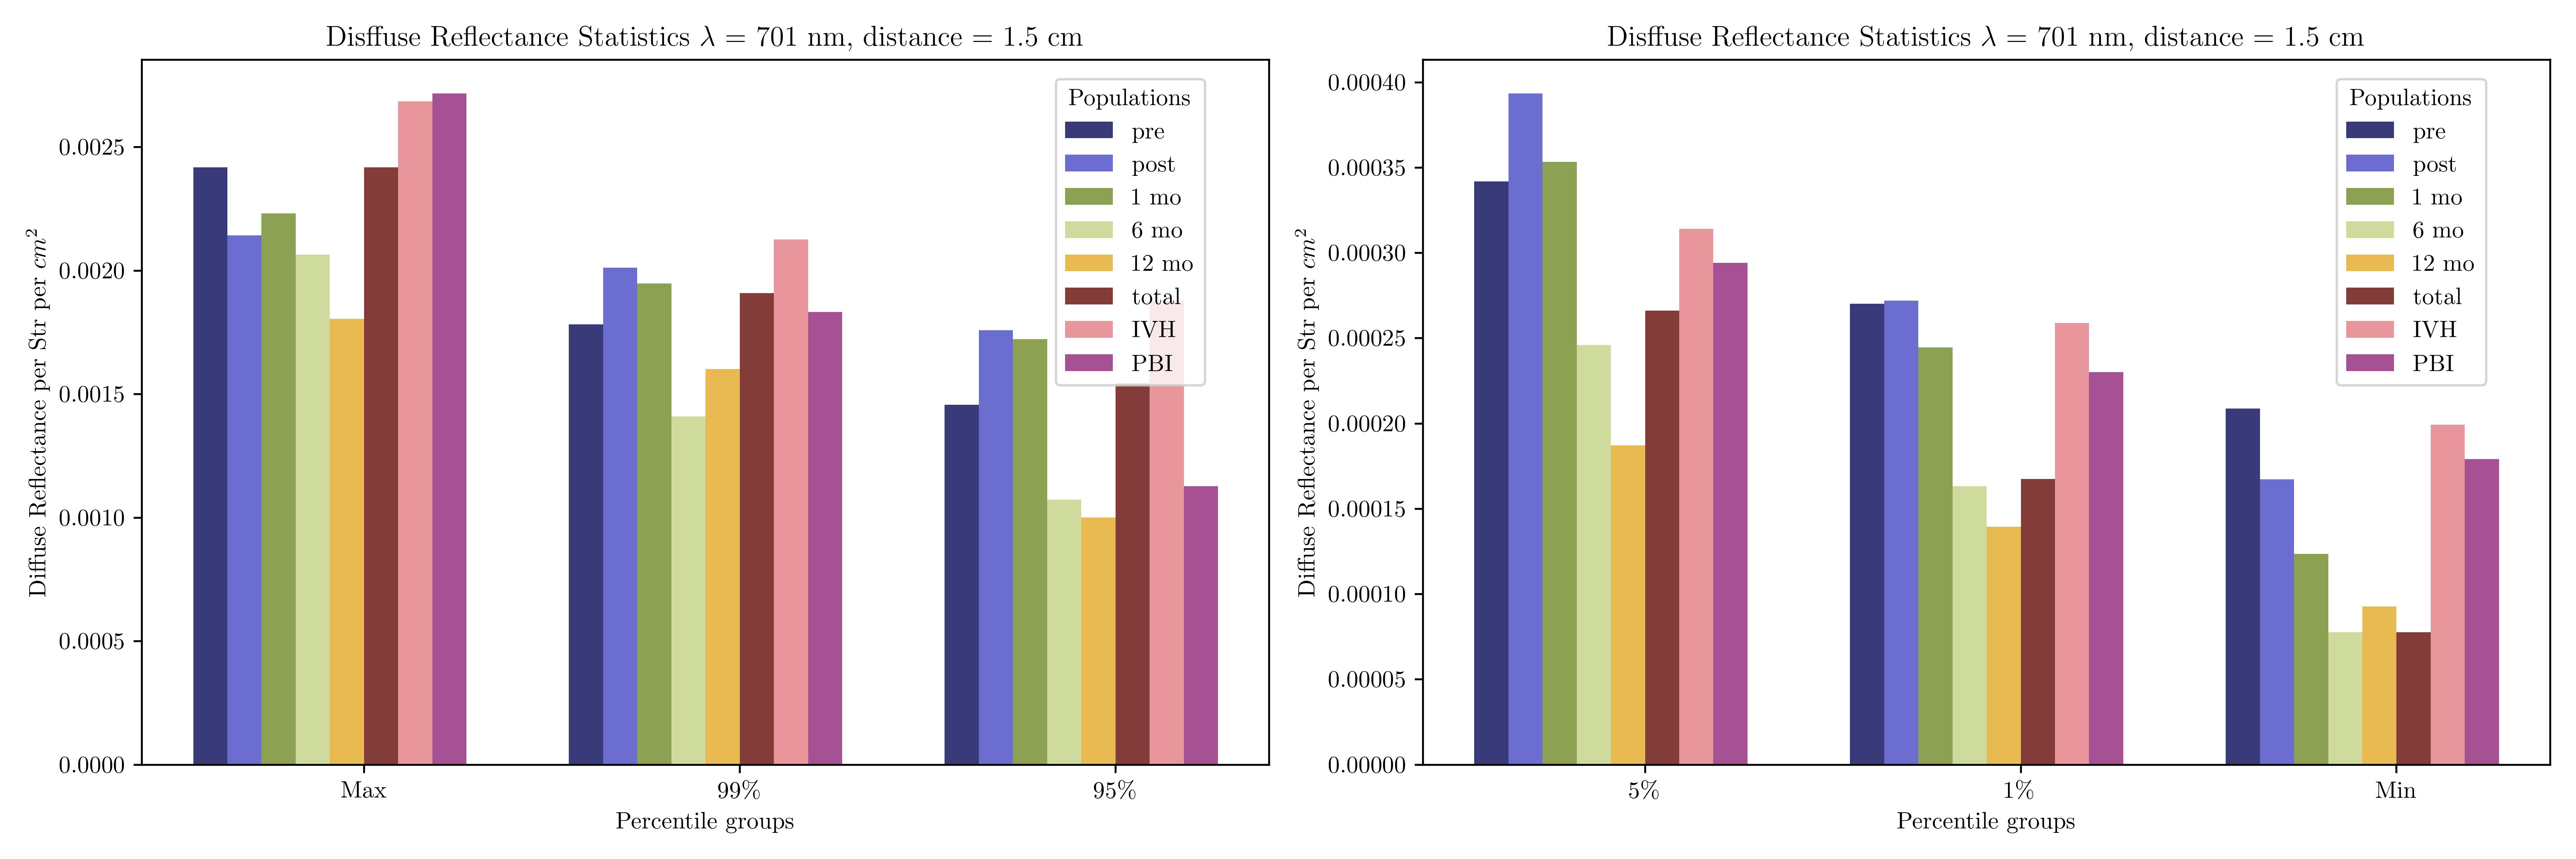 Disffuse Reflectance Statistics λ = 701 nm, distance = 1.5 cm
Diffuse Reflectance per Str per cm²
0.0025
0.0020
0.0015
0.0010
0.0005
0.0000
Populations
pre
post
1 mo
6 mo
12 mo
total
IVH
PBI
Max
99%
95%
Percentile groups
Disffuse Reflectance Statistics λ = 701 nm, distance = 1.5 cm
Diffuse Reflectance per Str per cm²
0.00040
0.00035
0.00030
0.00025
0.00020
0.00015
0.00010
0.00005
0.00000
Populations
pre
post
1 mo
6 mo
12 mo
total
IVH
PBI
5%
1%
Min
Percentile groups